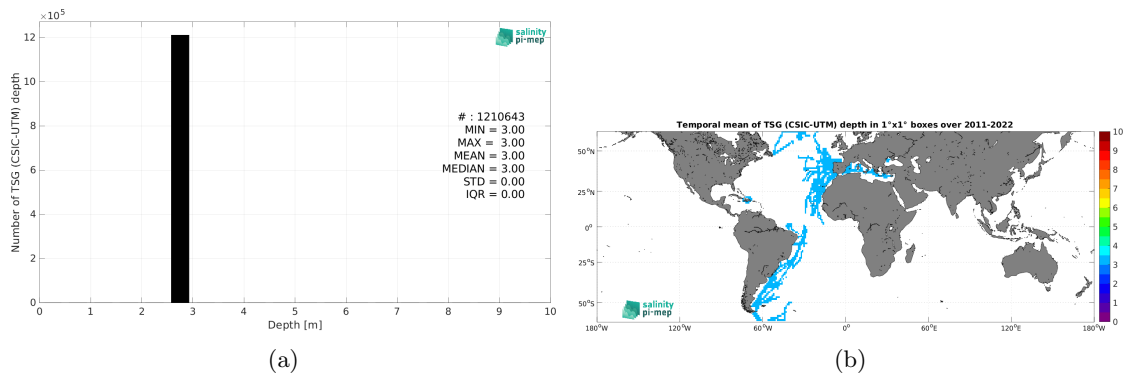 ×10⁵
12
10
8
6
4
2
0
Number of TSG (CSIC-UTM) depth
salinity
pi-mep
# : 1210643
MIN = 3.00
MAX = 3.00
MEAN = 3.00
MEDIAN = 3.00
STD = 0.00
IQR = 0.00
0 1 2 3 4 5 6 7 8 9 10
Depth [m]
(a)
Temporal mean of TSG (CSIC-UTM) depth in 1°x1° boxes over 2011-2022
50°N
25°N
0°
25°S
50°S
salinity
pi-mep
180°W 120°W 60°W 0° 60°E 120°E 180°E
10
9
8
7
6
5
4
3
2
1
0
(b)